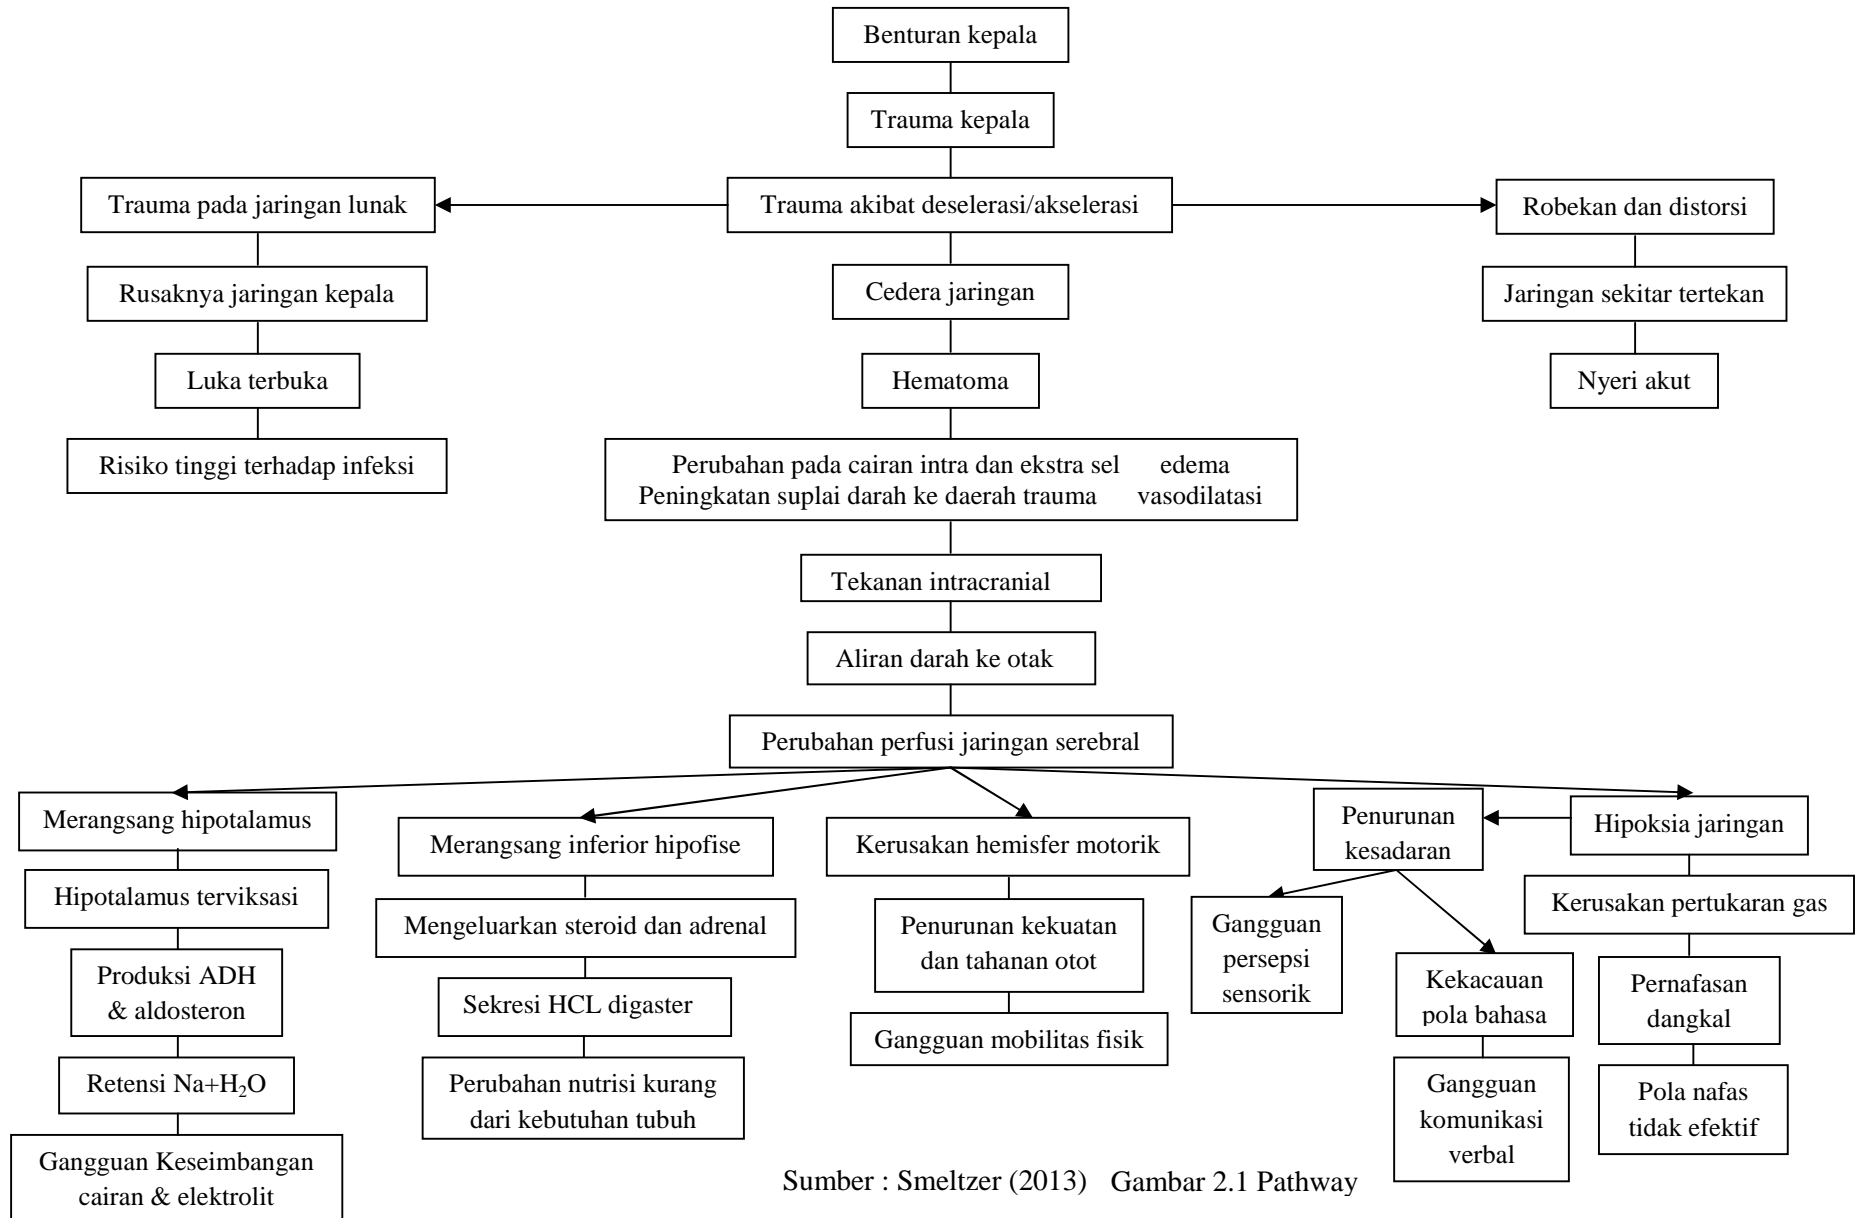 Benturan kepala
Trauma kepala
Trauma pada jaringan lunak
Trauma akibat deselerasi/akselerasi
Robekan dan distorsi
Rusaknya jaringan kepala
Cedera jaringan
Jaringan sekitar tertekan
Luka terbuka
Hematoma
Nyeri akut
Risiko tinggi terhadap infeksi
Perubahan pada cairan intra dan ekstra sel edema
Peningkatan suplai darah ke daerah trauma vasodilatasi
Tekanan intracranial
Aliran darah ke otak
Perubahan perfusi jaringan serebral
Merangsang hipotalamus
Hipotalamus terviksasi
Produksi ADH
& aldosteron
Retensi Na+H₂O
Gangguan Keseimbangan
cairan & elektrolit
Merangsang inferior hipofise
Mengeluarkan steroid dan adrenal
Sekresi HCL digaster
Perubahan nutrisi kurang
dari kebutuhan tubuh
Kerusakan hemisfer motorik
Penurunan kekuatan
dan tahanan otot
Gangguan mobilitas fisik
Penurunan
kesadaran
Gangguan
persepsi
sensorik
Kekacauan
pola bahasa
Gangguan
komunikasi
verbal
Hipoksia jaringan
Kerusakan pertukaran gas
Pernafasan
dangkal
Pola nafas
tidak efektif
Sumber : Smeltzer (2013) Gambar 2.1 Pathway